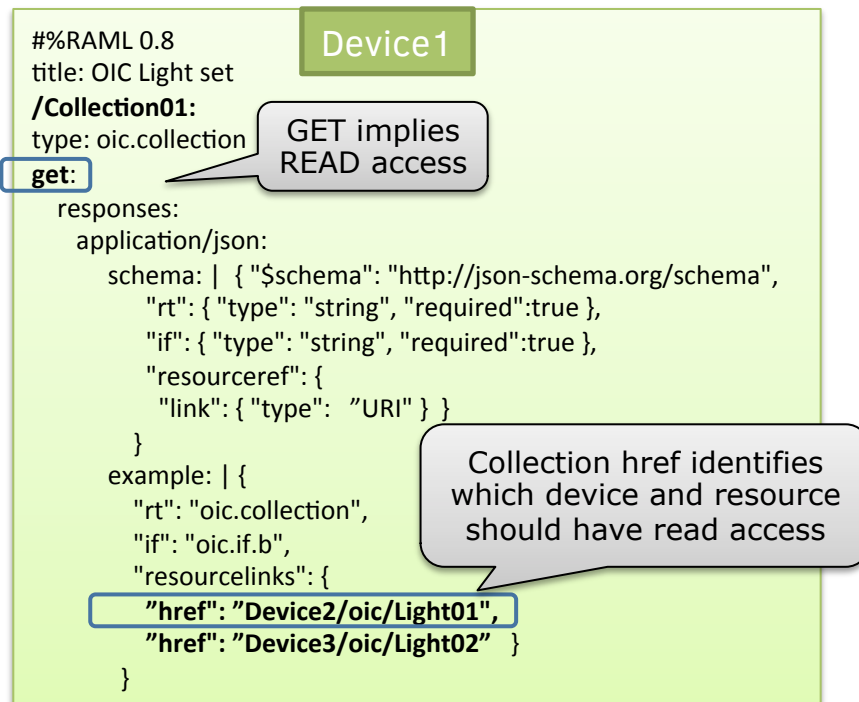 Device1
#%RAML 0.8
title: OIC Light set
/Collection01:
type: oic.collection
GET implies
READ access
get:
responses:
application/json:
schema: | { "$schema": "http://json-schema.org/schema",
"rt": { "type": "string", "required":true },
"if": { "type": "string", "required":true },
"resourceref": {
"link": { "type": ”URI" } }
}
Collection href identifies
which device and resource
should have read access
example: | {
"rt": "oic.collection",
"if": "oic.if.b",
"resourcelinks": {
”href": ”Device2/oic/Light01",
”href": ”Device3/oic/Light02” }
}